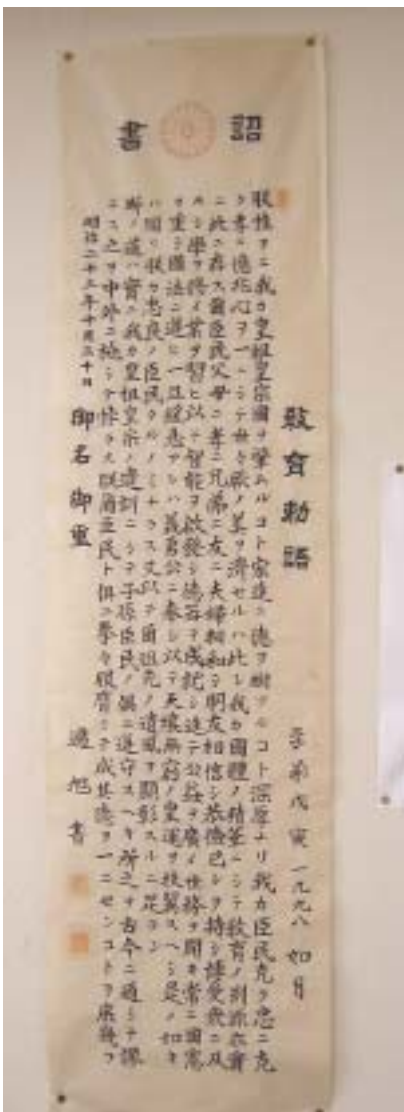 詔書
教育勅語
戊寅 一九九八 如月
朕惟フニ我カ皇祖皇宗國ヲ肇ムルコト宏遠ニ德ヲ樹ツルコト深厚ナリ我カ臣民克ク忠ニ克
ク孝ニ億兆心ヲ一ニシテ世々厥ノ美ヲ濟セルハ此レ我カ國體ノ精華ニシテ教育ノ淵源亦實
ニ此ニ存ス爾臣民父母ニ孝ニ兄弟ニ友ニ夫婦相和シ朋友相信シ恭儉己レヲ持シ博愛衆ニ及
ホシ學ヲ修メ業ヲ習ヒ以テ智能ヲ啓發シ德器ヲ成就シ進テ公益ヲ廣メ世務ヲ開キ常ニ國憲
ヲ重シ國法ニ遵ヒ一旦緩急アレハ義勇公ニ奉シ以テ天壤無窮ノ皇運ヲ扶翼スヘシ是ノ如キ
ハ獨リ朕カ忠良ノ臣民タルノミナラス又以テ爾祖先ノ遺風ヲ顯彰スルニ足ラン
斯ノ道ハ實ニ我カ皇祖皇宗ノ遺訓ニシテ子孫臣民ノ俱ニ遵守スヘキ所之ヲ古今ニ通シテ謬
ラス之ヲ中外ニ施シテ悖ラス朕爾臣民ト俱ニ拳々服膺シテ咸其德ヲ一ニセンコトヲ庶幾フ
明治二十三年十月三十日
御名 御璽
旭書